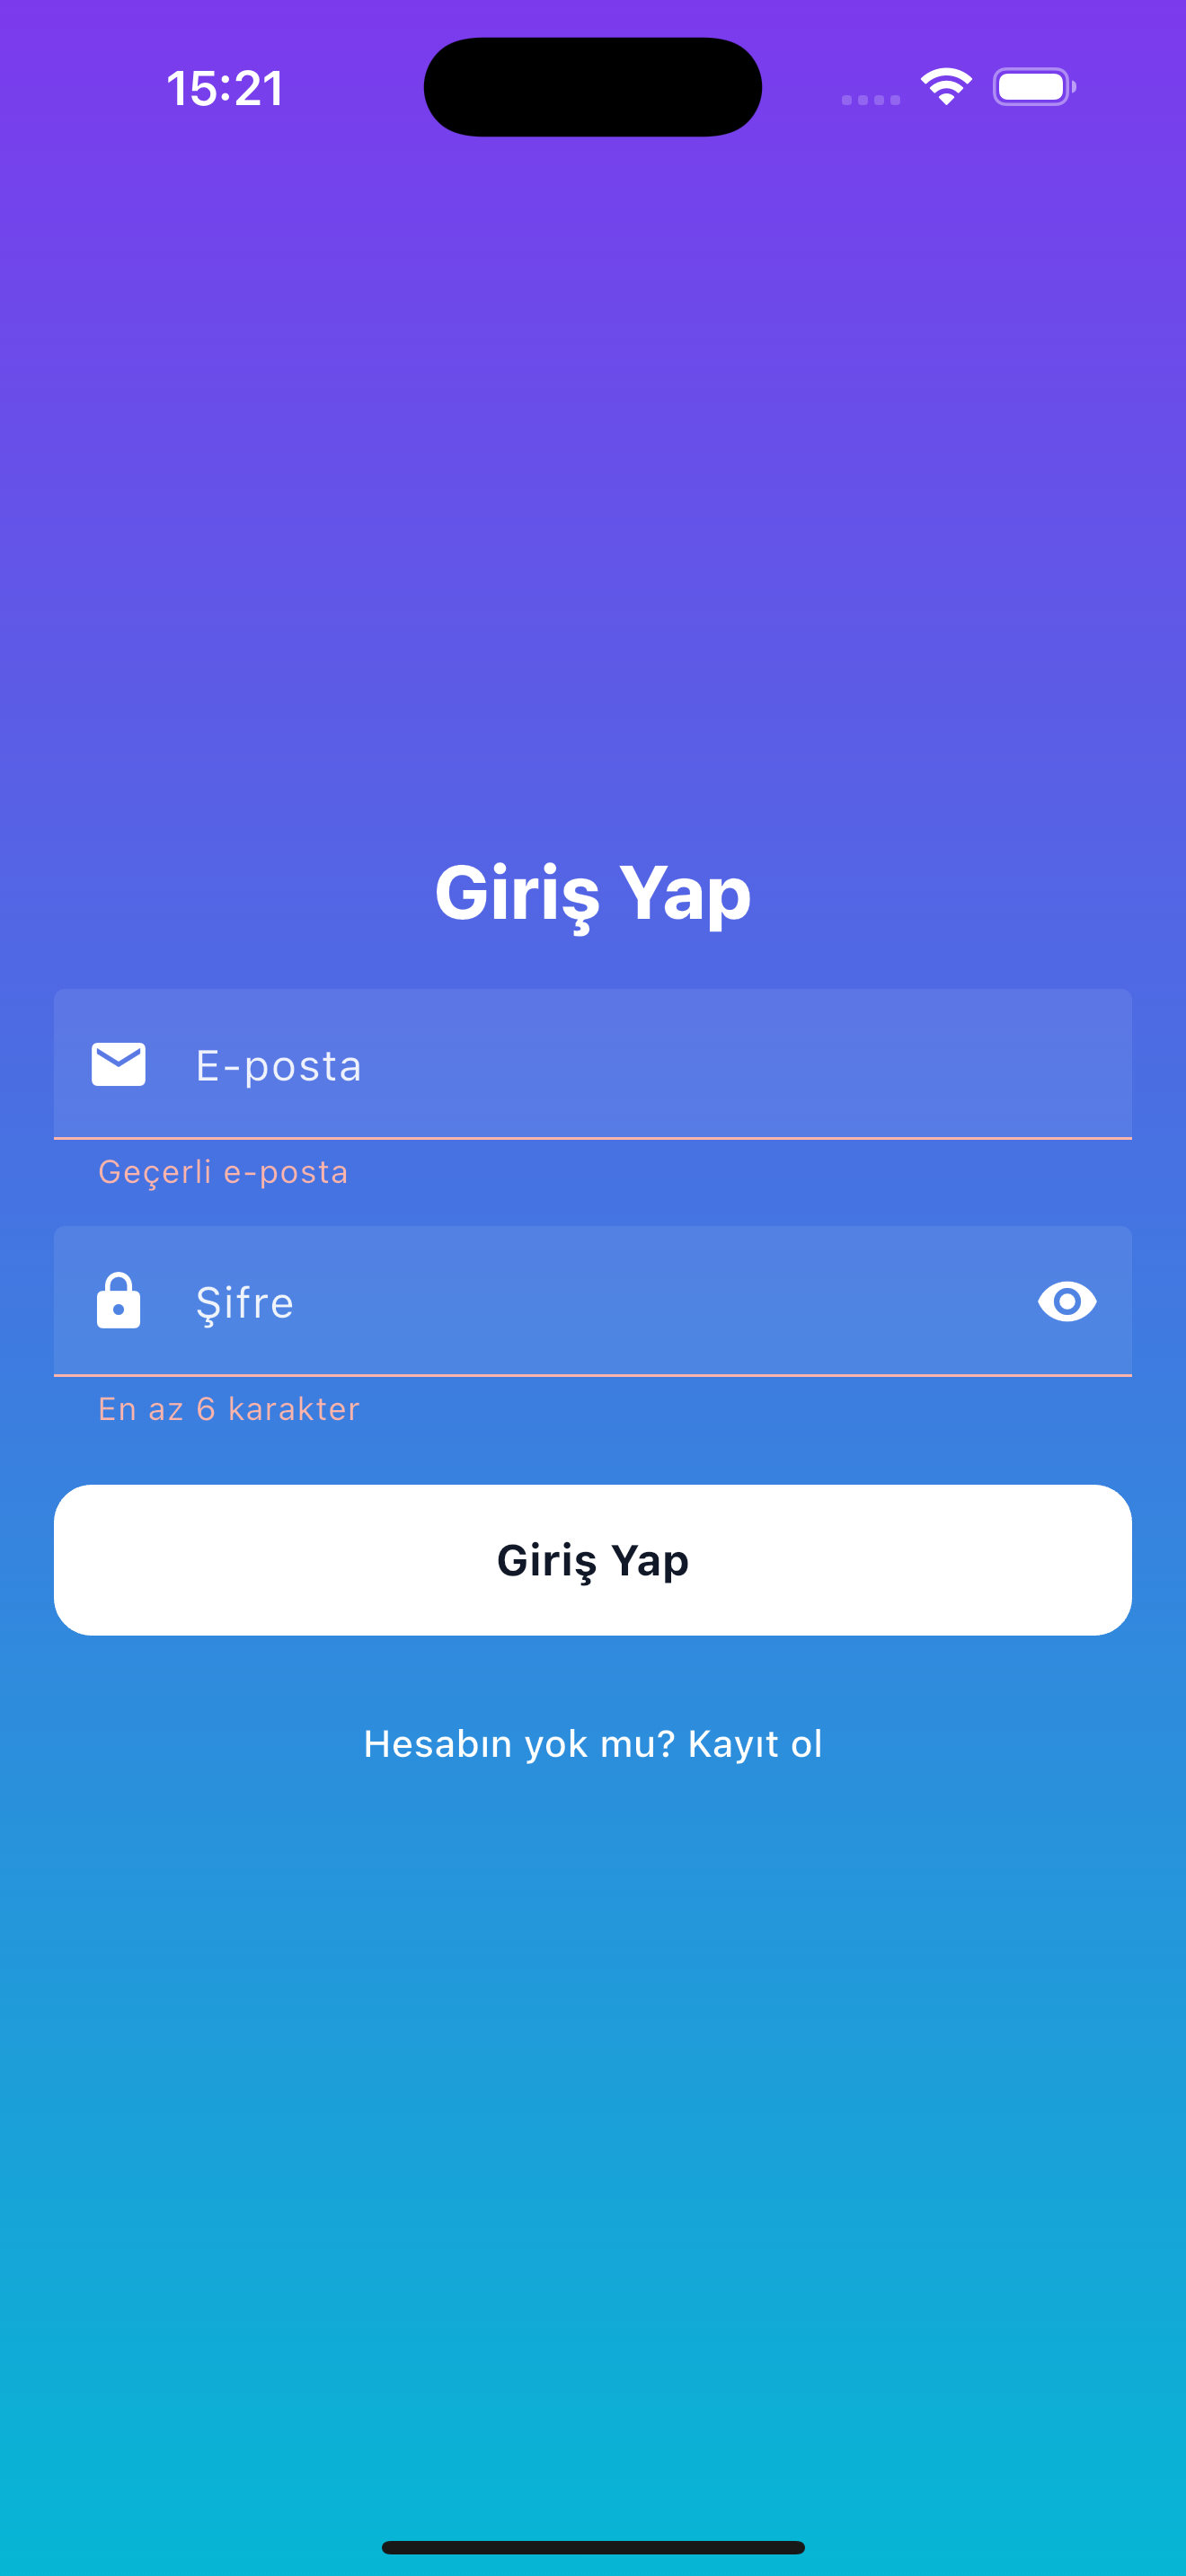 15:21
Giriş Yap
E-posta
Geçerli e-posta
Şifre
En az 6 karakter
Giriş Yap
Hesabın yok mu? Kayıt ol